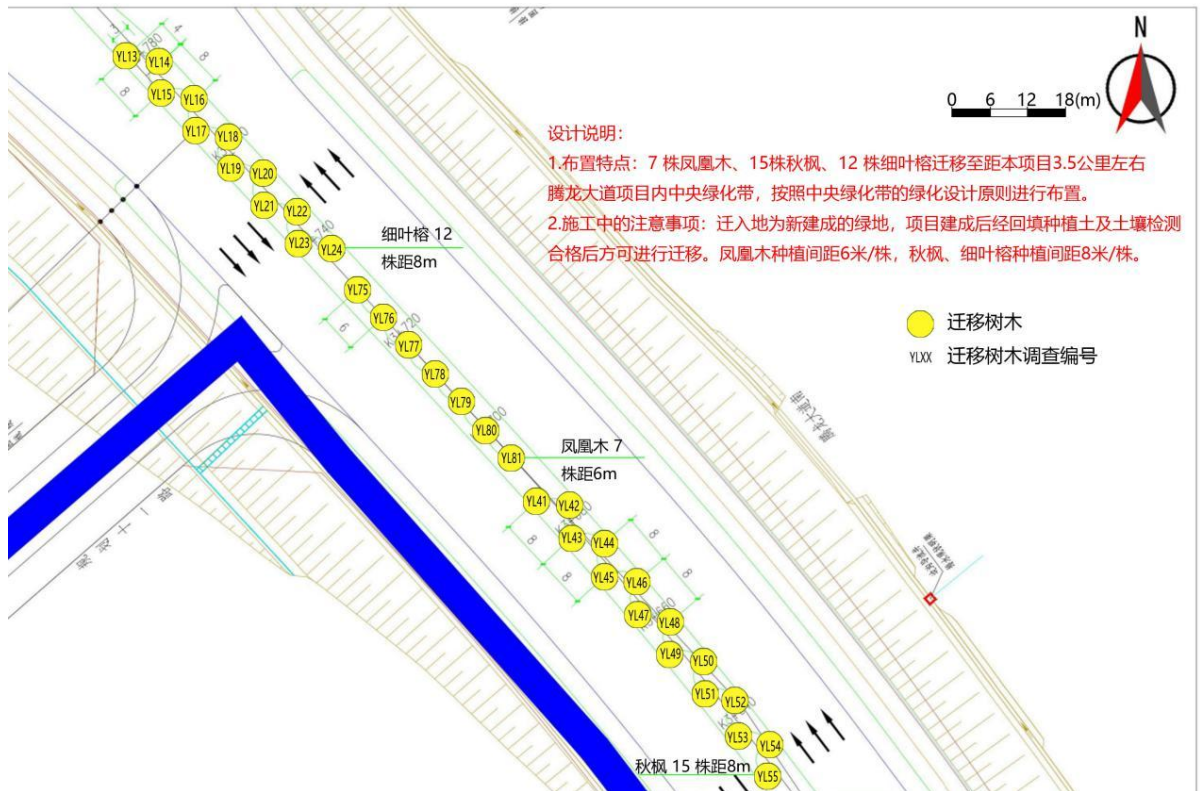 N
0 6 12 18(m)
设计说明：
1.布置特点：7 株凤凰木、15株秋枫、12 株细叶榕迁移至距本项目3.5公里左右
腾龙大道项目内中央绿化带，按照中央绿化带的绿化设计原则进行布置。
2.施工中的注意事项：迁入地为新建成的绿地，项目建成后经回填种植土及土壤检测
合格后方可进行迁移。凤凰木种植间距6米/株，秋枫、细叶榕种植间距8米/株。
迁移树木
YLXX 迁移树木调查编号
4
8
8
YL13
YL14
YL15
YL16
YL17
YL18
YL19
YL20
YL21
YL22
YL23
YL24
细叶榕 12
株距8m
YL75
YL76
6
YL77
YL78
YL79
YL80
YL81
凤凰木 7
株距6m
腾龙大道南
规划十一路
YL41
YL42
YL43
YL44
8
8
8
8
YL45
YL46
YL47
YL48
YL49
YL50
YL51
YL52
YL53
YL54
YL55
秋枫 15 株距8m